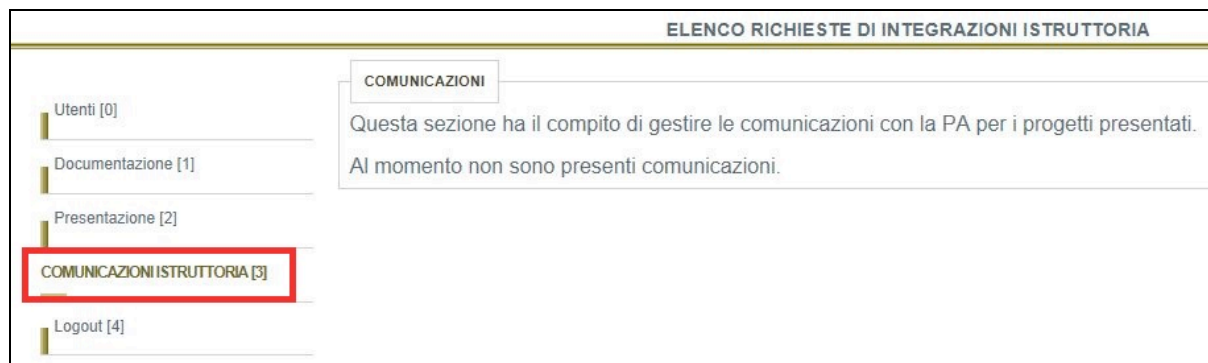 ELENCO RICHIESTE DI INTEGRAZIONI ISTRUTTORIA
Utenti [0]
Documentazione [1]
Presentazione [2]
COMUNICAZIONI ISTRUTTORIA [3]
Logout [4]
COMUNICAZIONI
Questa sezione ha il compito di gestire le comunicazioni con la PA per i progetti presentati.
Al momento non sono presenti comunicazioni.